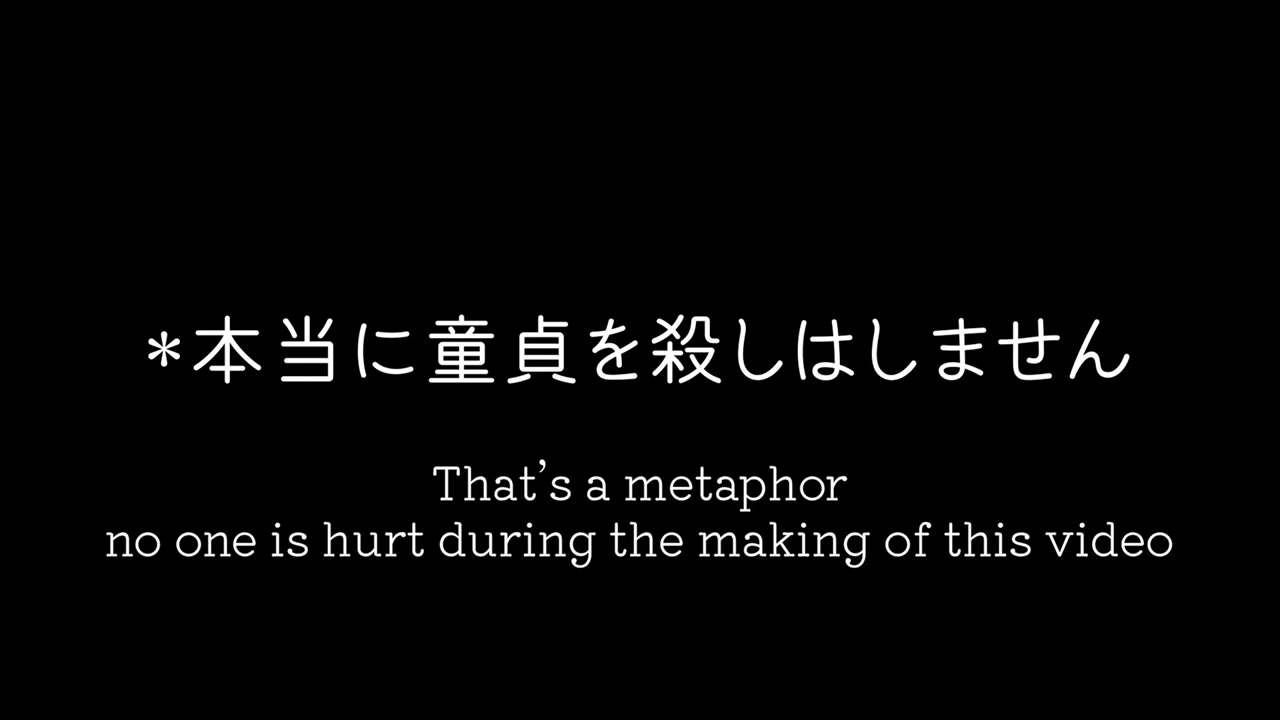 *本当に童貞を殺しはしません
That's a metaphor
no one is hurt during the making of this video